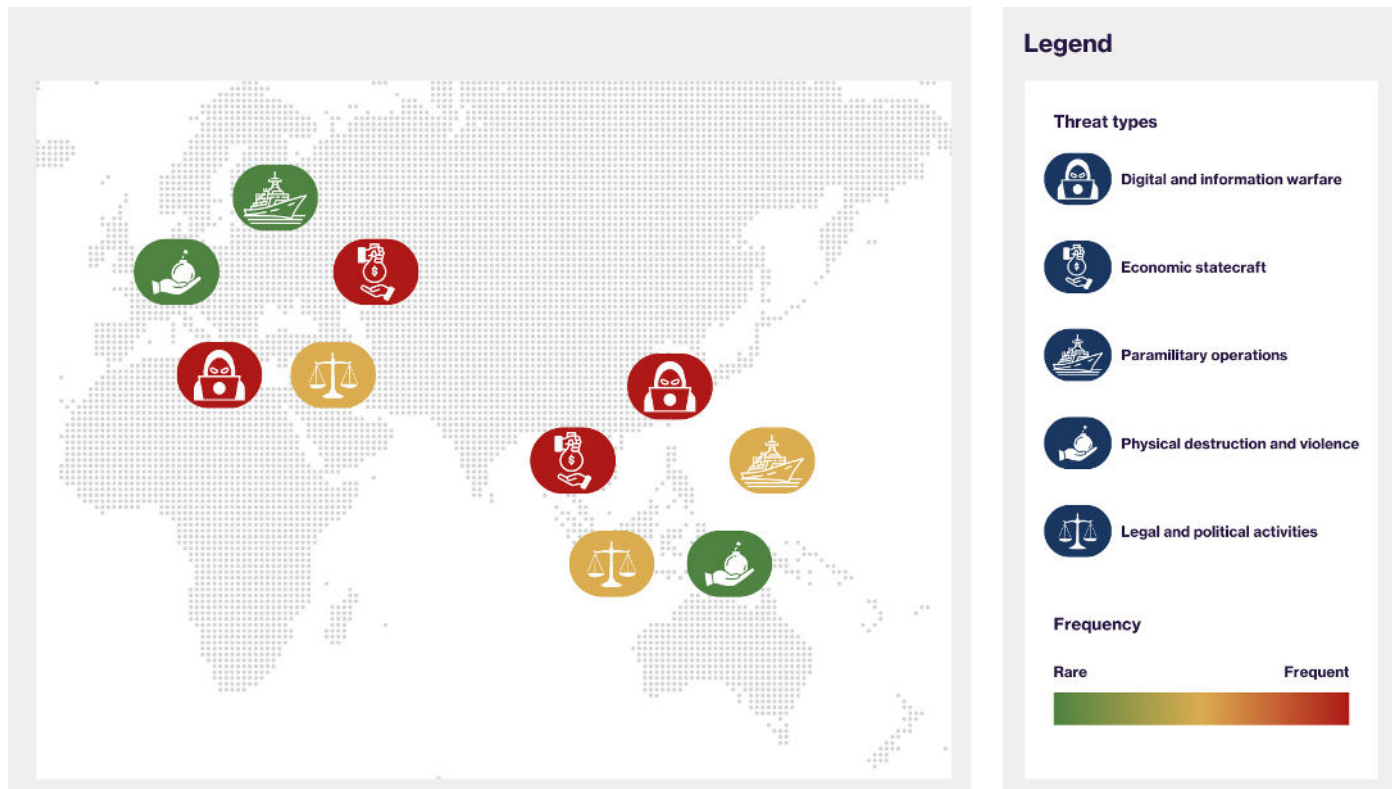 Legend
Threat types
Digital and information warfare
Economic statecraft
Paramilitary operations
Physical destruction and violence
Legal and political activities
Frequency
Rare Frequent